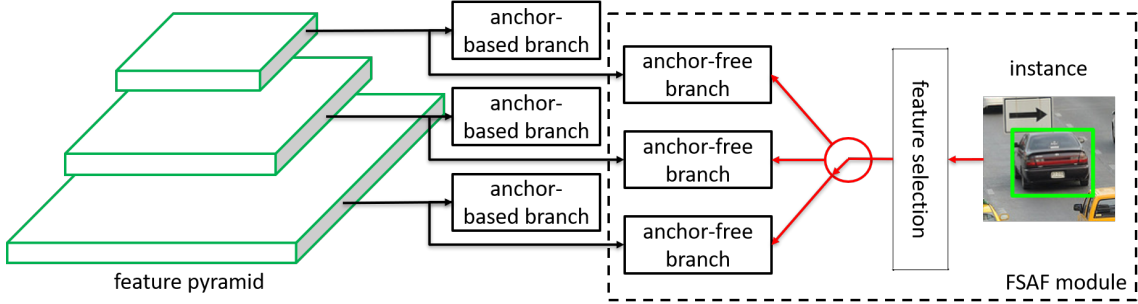 anchor-
based branch
anchor-free
branch
anchor-
based branch
anchor-free
branch
anchor-
based branch
anchor-free
branch
feature selection
instance
feature pyramid
FSAF module